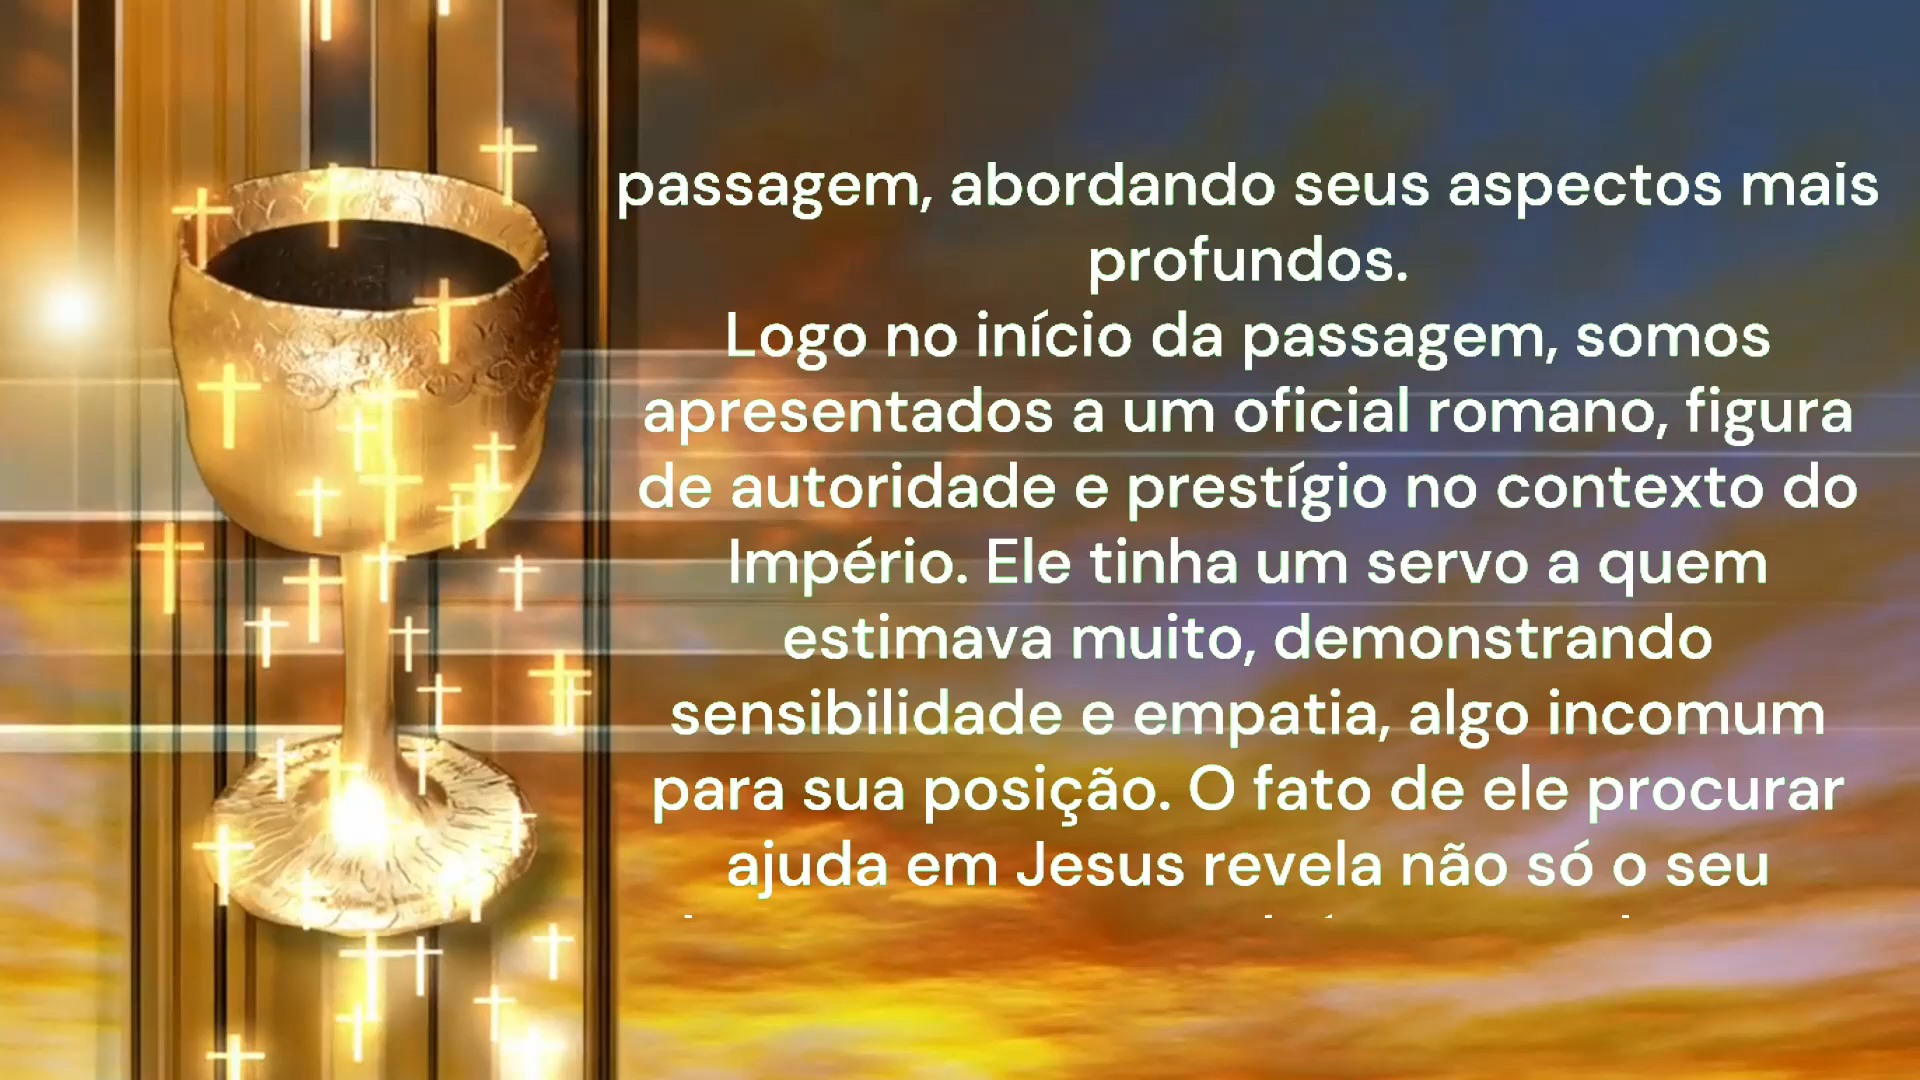 passagem, abordando seus aspectos mais
profundos.
Logo no início da passagem, somos
apresentados a um oficial romano, figura
de autoridade e prestígio no contexto do
Império. Ele tinha um servo a quem
estimava muito, demonstrando
sensibilidade e empatia, algo incomum
para sua posição. O fato de ele procurar
ajuda em Jesus revela não só o seu